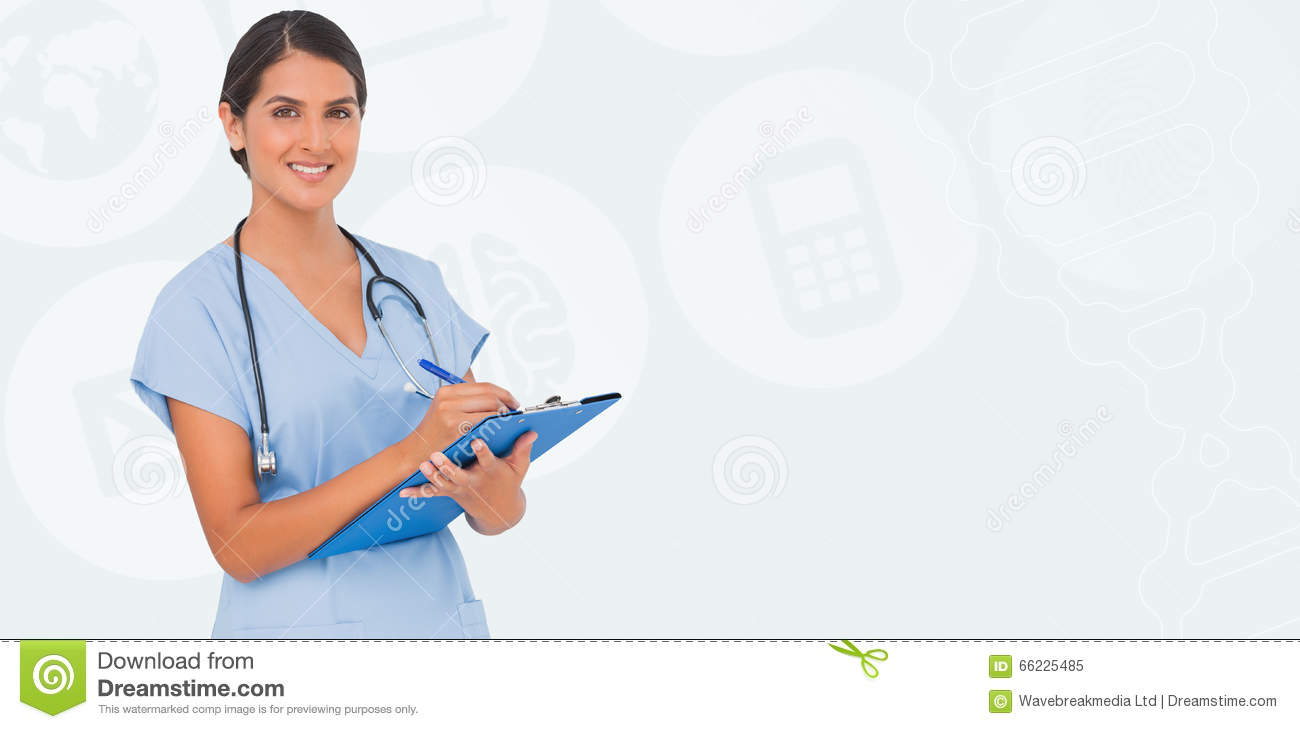 dreamstime
dreamstime
dreamstime
dreamstime
Download from
Dreamstime.com
This watermarked comp image is for previewing purposes only.
ID 66225485
© Wavebreakmedia Ltd | Dreamstime.com